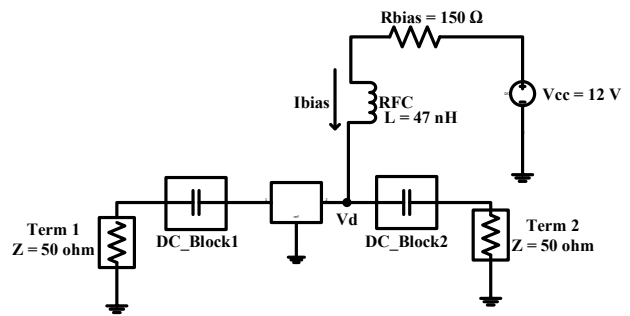 Rbias = 150 Ω
Ibias
RFC
L = 47 nH
Vcc = 12 V
Term 1
Z = 50 ohm
DC_Block1
Vd
DC_Block2
Term 2
Z = 50 ohm